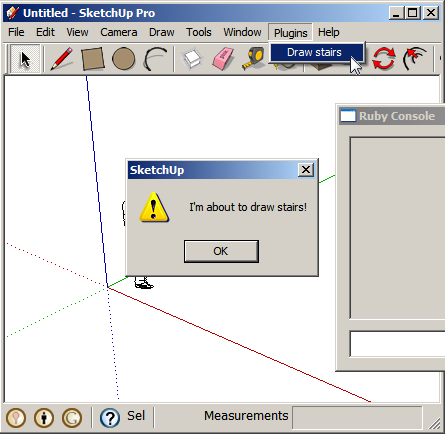 Untitled - SketchUp Pro
File Edit View Camera Draw Tools Window Plugins Help
Draw stairs
Ruby Console
SketchUp
I'm about to draw stairs!
OK
Sel Measurements